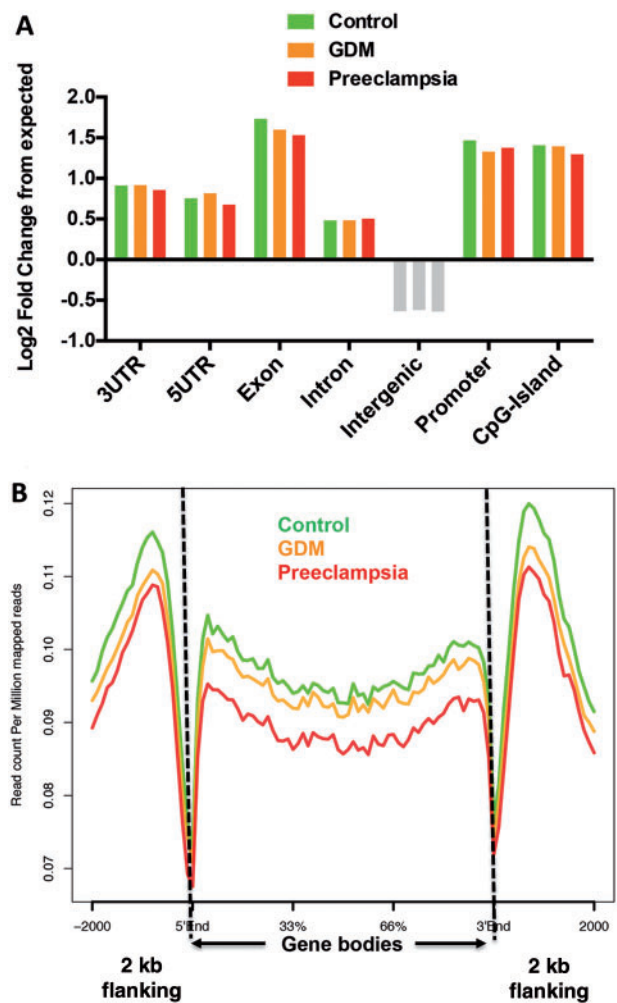 A
Control
GDM
Preeclampsia
Log2 Fold Change from expected
2.0
1.5
1.0
0.5
0.0
-0.5
-1.0
3UTR
5UTR
Exon
Intron
Intergenic
Promoter
CpG-Island
B
Control
GDM
Preeclampsia
Read count Per Million mapped reads
0.12
0.11
0.10
0.09
0.08
0.07
−2000 5'End 33% 66% 3'End 2000
Gene bodies
2 kb 2 kb
flanking flanking